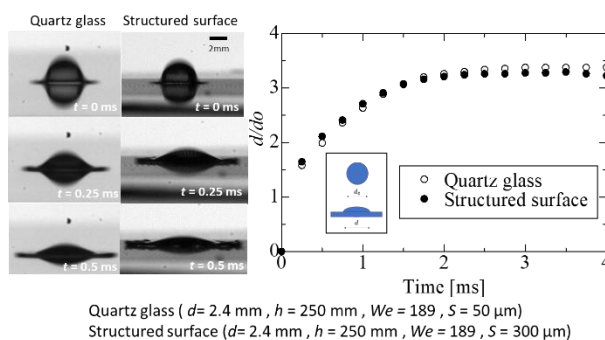 Quartz glass
Structured surface
2mm
t = 0 ms
t = 0 ms
t = 0.25 ms
t = 0.25 ms
t = 0.5 ms
t = 0.5 ms
d/do
4
3
2
1
0
d₀
d
Quartz glass
Structured surface
0
1
2
3
4
Time [ms]
Quartz glass ( d= 2.4 mm , h = 250 mm , We = 189 , S = 50 μm)
Structured surface (d= 2.4 mm , h = 250 mm , We = 189 , S = 300 μm)